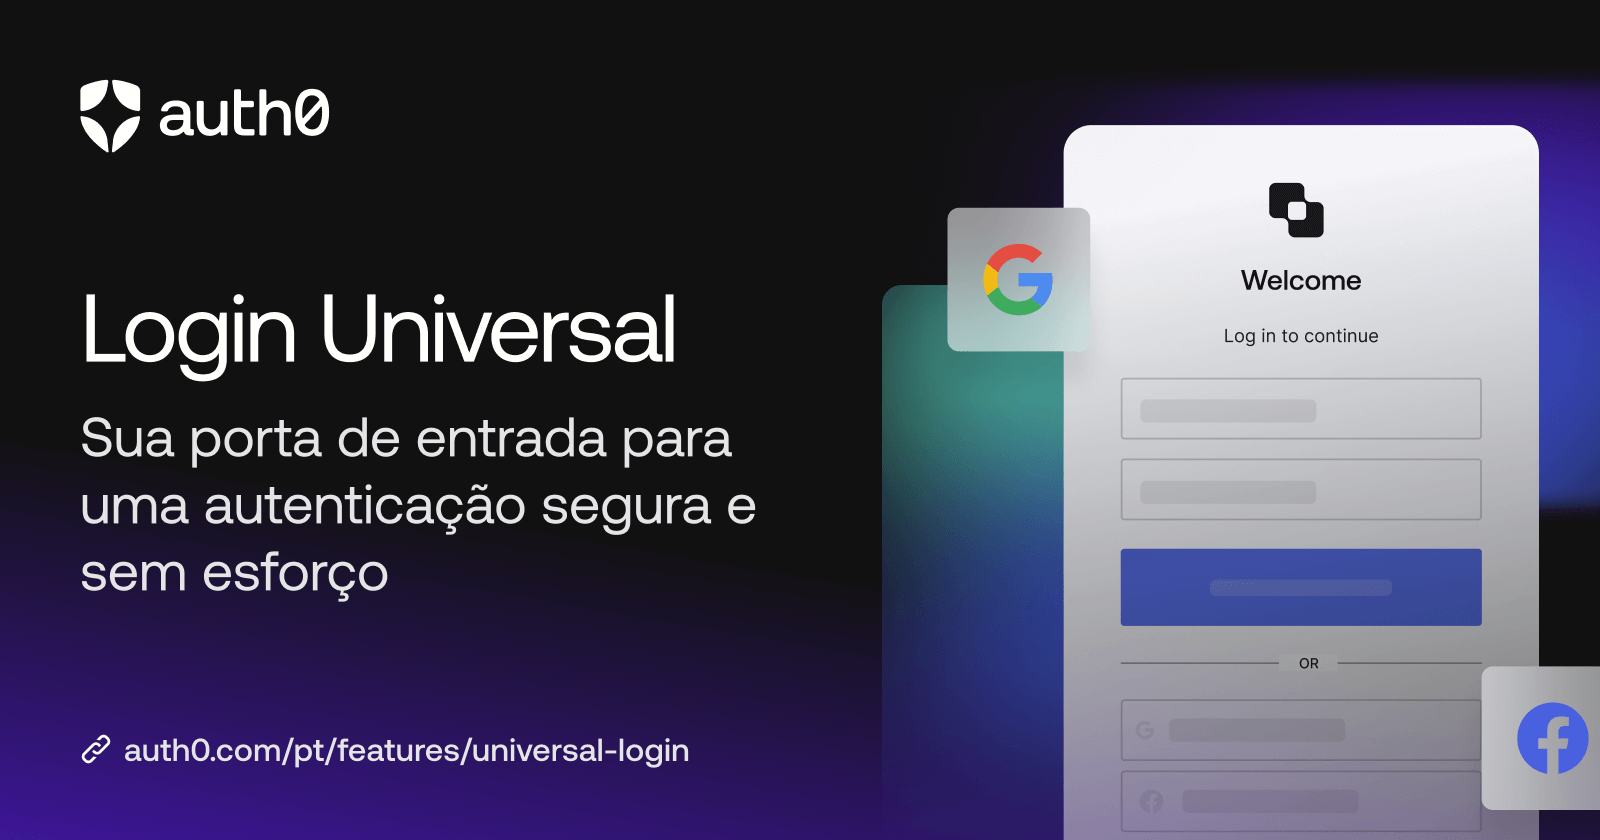 auth0
Login Universal
Sua porta de entrada para
uma autenticação segura e
sem esforço
auth0.com/pt/features/universal-login
Welcome
Log in to continue
OR